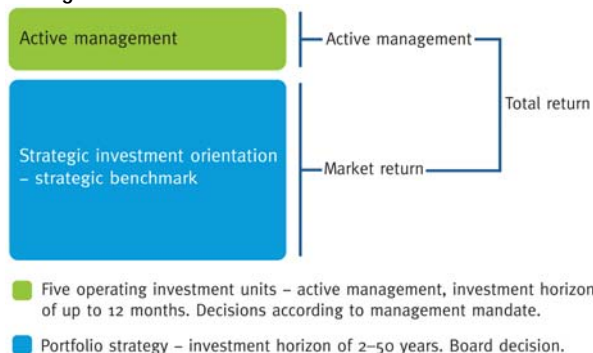 Active management
Active management
Total return
Strategic investment orientation
– strategic benchmark
Market return
Five operating investment units – active management, investment horizon
of up to 12 months. Decisions according to management mandate.
Portfolio strategy – investment horizon of 2–50 years. Board decision.